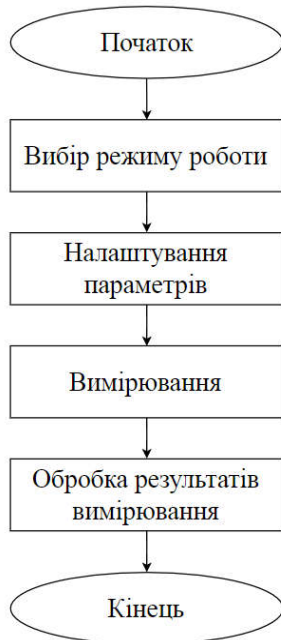 Початок
Вибір режиму роботи
Налаштування
параметрів
Вимірювання
Обробка результатів
вимірювання
Кінець